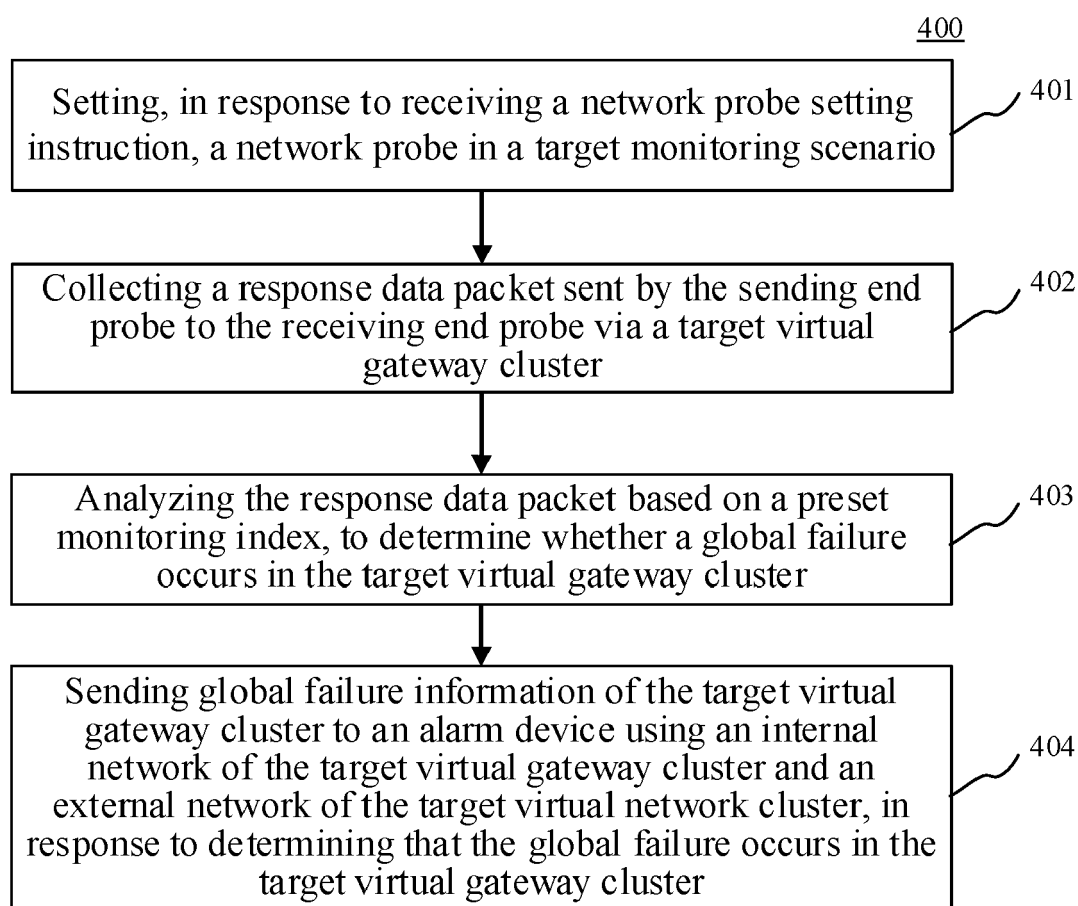 400
Setting, in response to receiving a network probe setting
instruction, a network probe in a target monitoring scenario
401
Collecting a response data packet sent by the sending end
probe to the receiving end probe via a target virtual
gateway cluster
402
Analyzing the response data packet based on a preset
monitoring index, to determine whether a global failure
occurs in the target virtual gateway cluster
403
Sending global failure information of the target virtual
gateway cluster to an alarm device using an internal
network of the target virtual gateway cluster and an
external network of the target virtual network cluster, in
response to determining that the global failure occurs in the
target virtual gateway cluster
404